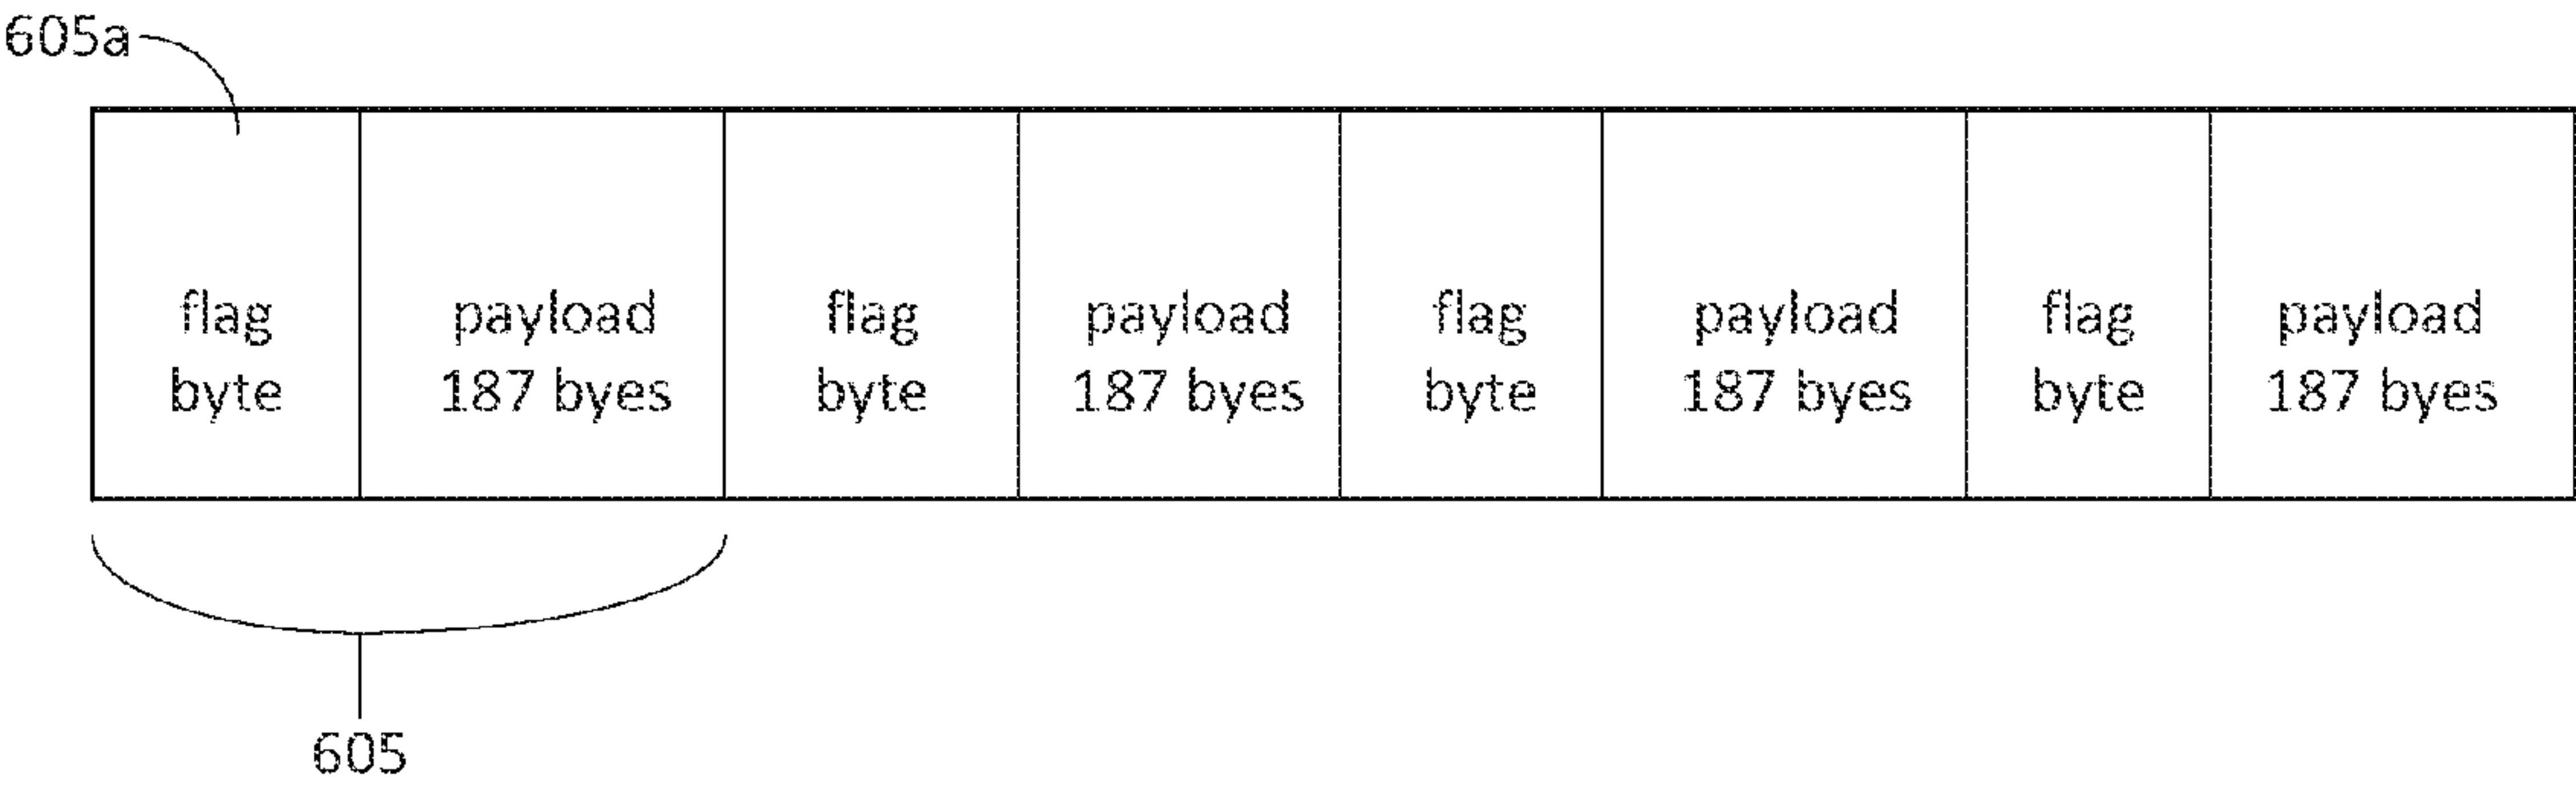 605a
flag payload flag payload flag payload flag payload
byte 187 byes byte 187 byes byte 187 byes byte 187 byes
605